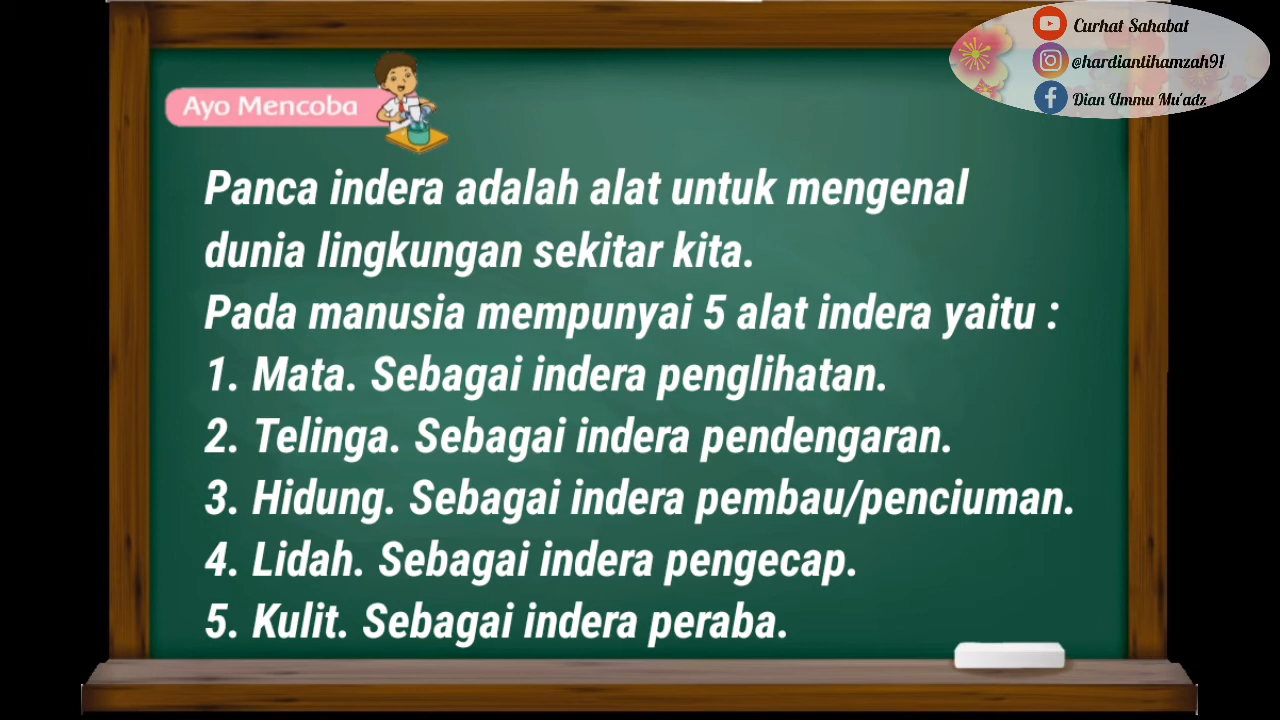 Curhat Sahabat
@hardiantihamzah91
Dian Ummu Mu'adz
Ayo Mencoba
Panca indera adalah alat untuk mengenal
dunia lingkungan sekitar kita.
Pada manusia mempunyai 5 alat indera yaitu :
1. Mata. Sebagai indera penglihatan.
2. Telinga. Sebagai indera pendengaran.
3. Hidung. Sebagai indera pembau/penciuman.
4. Lidah. Sebagai indera pengecap.
5. Kulit. Sebagai indera peraba.